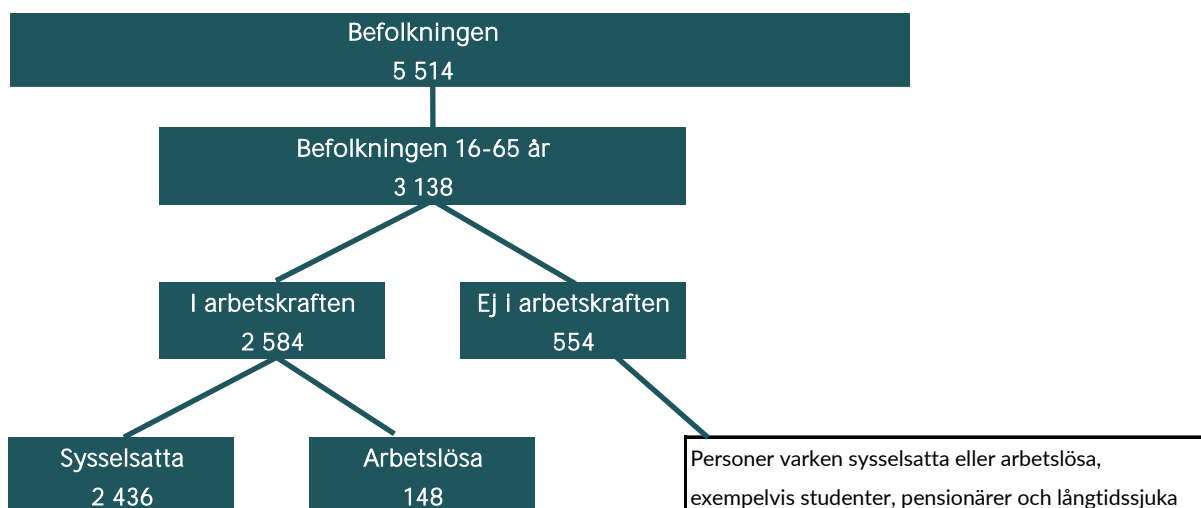 Befolkningen
5 514
Befolkningen 16-65 år
3 138
I arbetskraften
2 584
Ej i arbetskraften
554
Sysselsatta
2 436
Arbetslösa
148
Personer varken sysselsatta eller arbetslösa,
exempelvis studenter, pensionärer och långtidssjuka